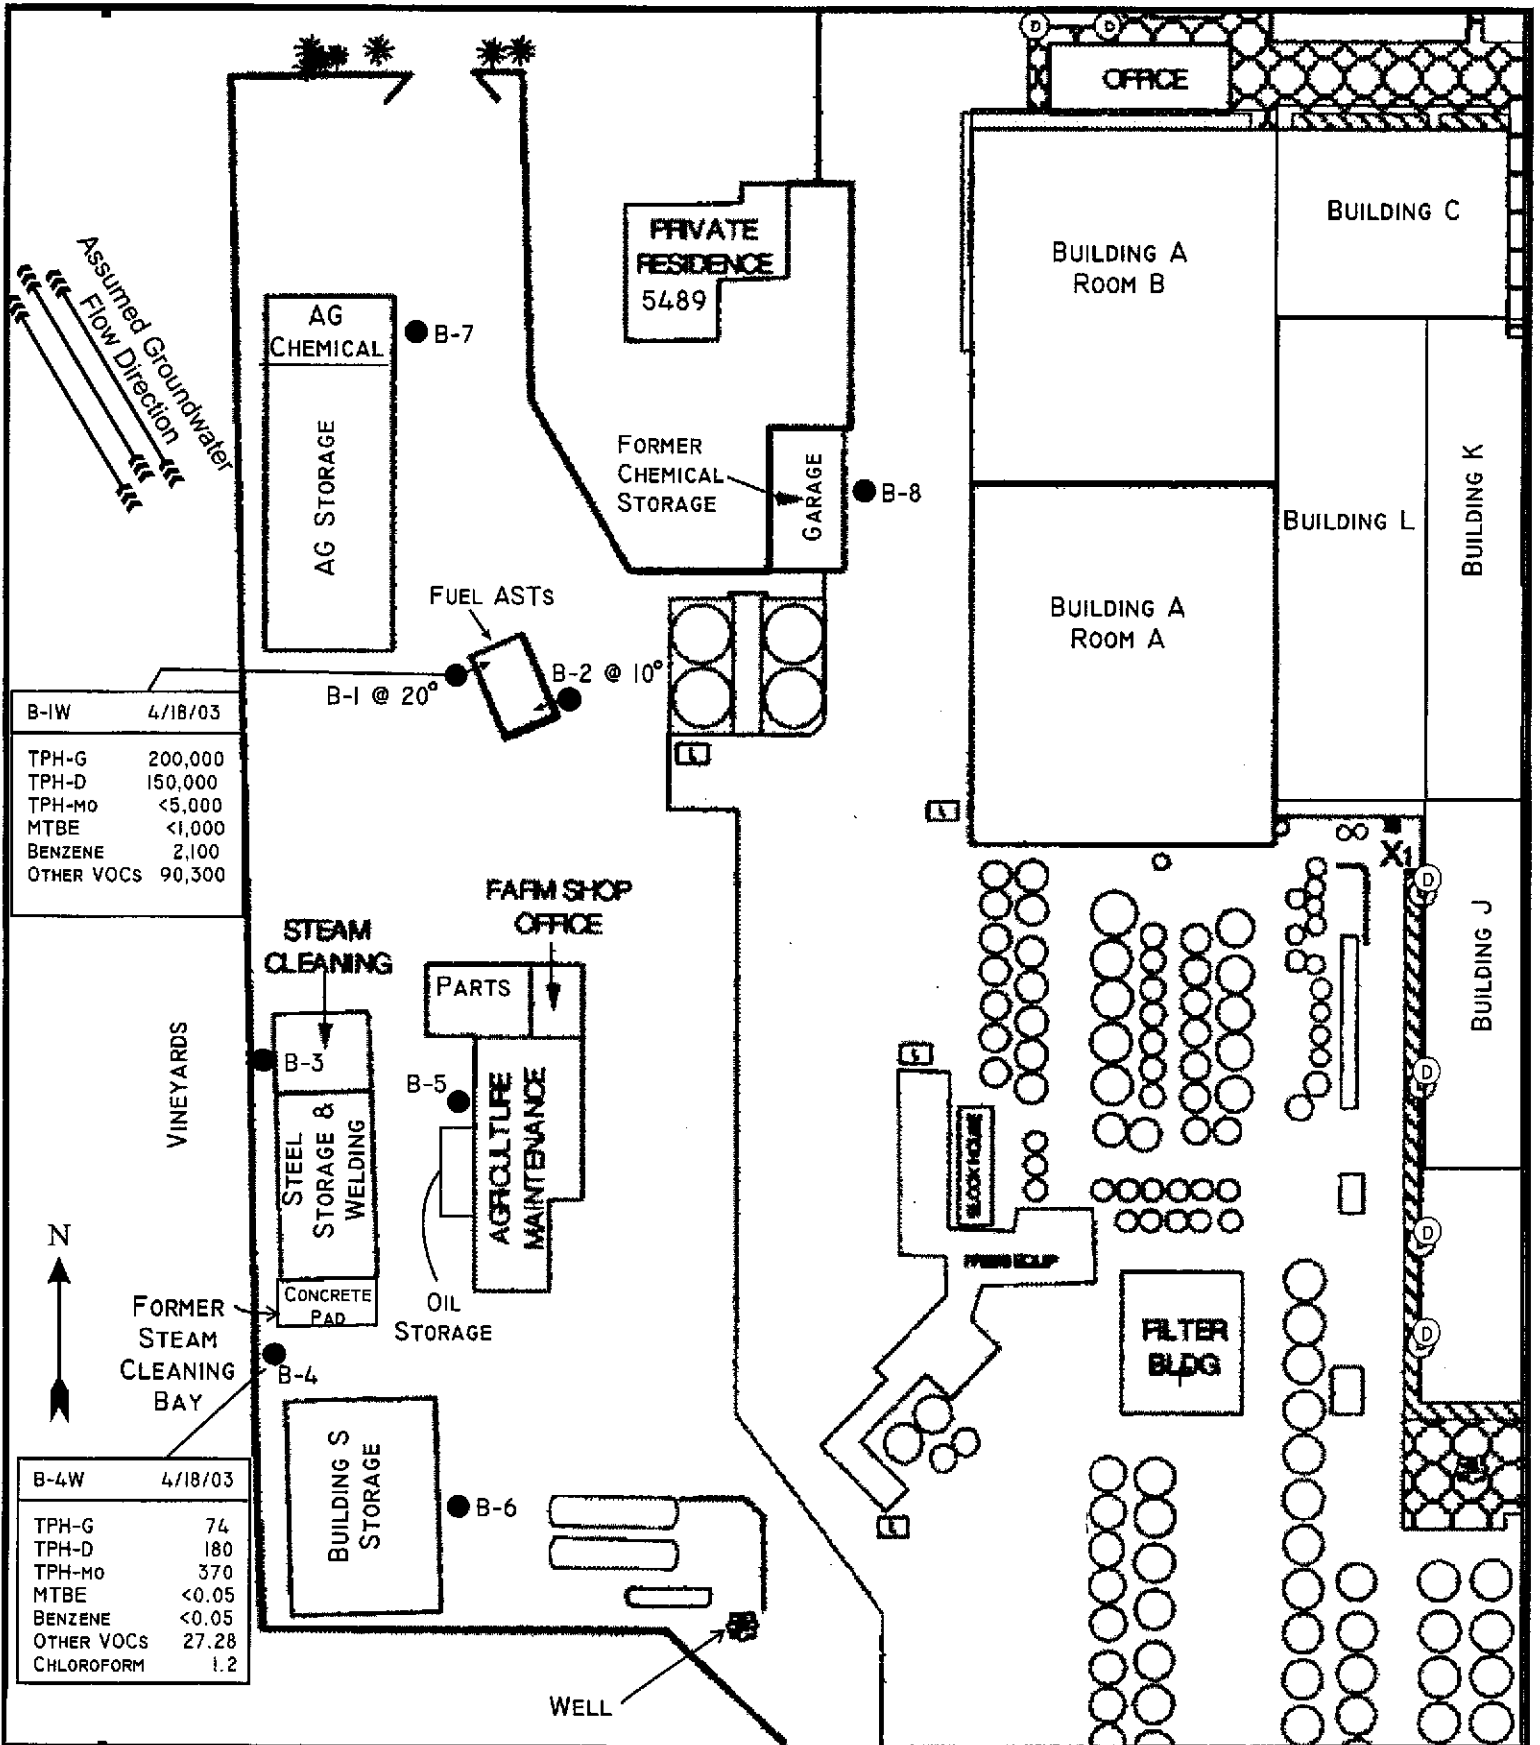 D
D
OFFICE
BUILDING C
PRIVATE
RESIDENCE
5489
BUILDING A
ROOM B
Assumed Groundwater
Flow Direction
AG
CHEMICAL
B-7
AG STORAGE
FORMER
CHEMICAL
STORAGE
GARAGE
B-8
BUILDING L
BUILDING K
FUEL ASTs
B-1 @ 20°
B-2 @ 10°
BUILDING A
ROOM A
B-1W 4/18/03
TPH-G 200,000
TPH-D 150,000
TPH-MO <5,000
MTBE <1,000
BENZENE 2,100
OTHER VOCs 90,300
X1
D
BUILDING J
FARM SHOP
OFFICE
STEAM
CLEANING
PARTS
B-3
B-5
VINEYARDS
STEEL
STORAGE &
WELDING
AGRICULTURE
MAINTENANCE
BLOCK HOUSE
D
D
D
N
CONCRETE
PAD
FORMER
STEAM
CLEANING
BAY
OIL
STORAGE
FILTER
BLDG
B-4
BUILDING S
STORAGE
B-6
B-4W 4/18/03
TPH-G 74
TPH-D 180
TPH-MO 370
MTBE <0.05
BENZENE <0.05
OTHER VOCs 27.28
CHLOROFORM 1.2
WELL